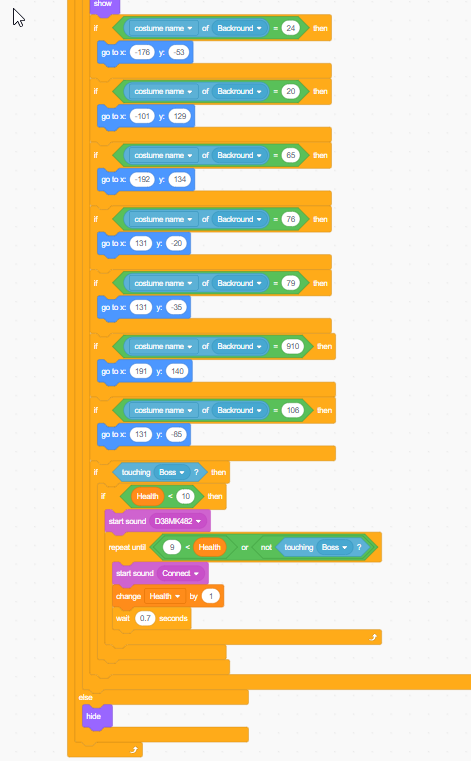 show
if costume name of Backround = 24 then
go to x: -176 y: -53
if costume name of Backround = 20 then
go to x: -101 y: 129
if costume name of Backround = 65 then
go to x: -192 y: 134
if costume name of Backround = 76 then
go to x: 131 y: -20
if costume name of Backround = 79 then
go to x: 131 y: -35
if costume name of Backround = 910 then
go to x: 191 y: 140
if costume name of Backround = 106 then
go to x: 131 y: -65
if touching Boss ? then
if Health < 10 then
start sound D38MK482
repeat until 9 < Health or not touching Boss ?
start sound Connect
change Health by 1
wait 0.7 seconds
else
hide